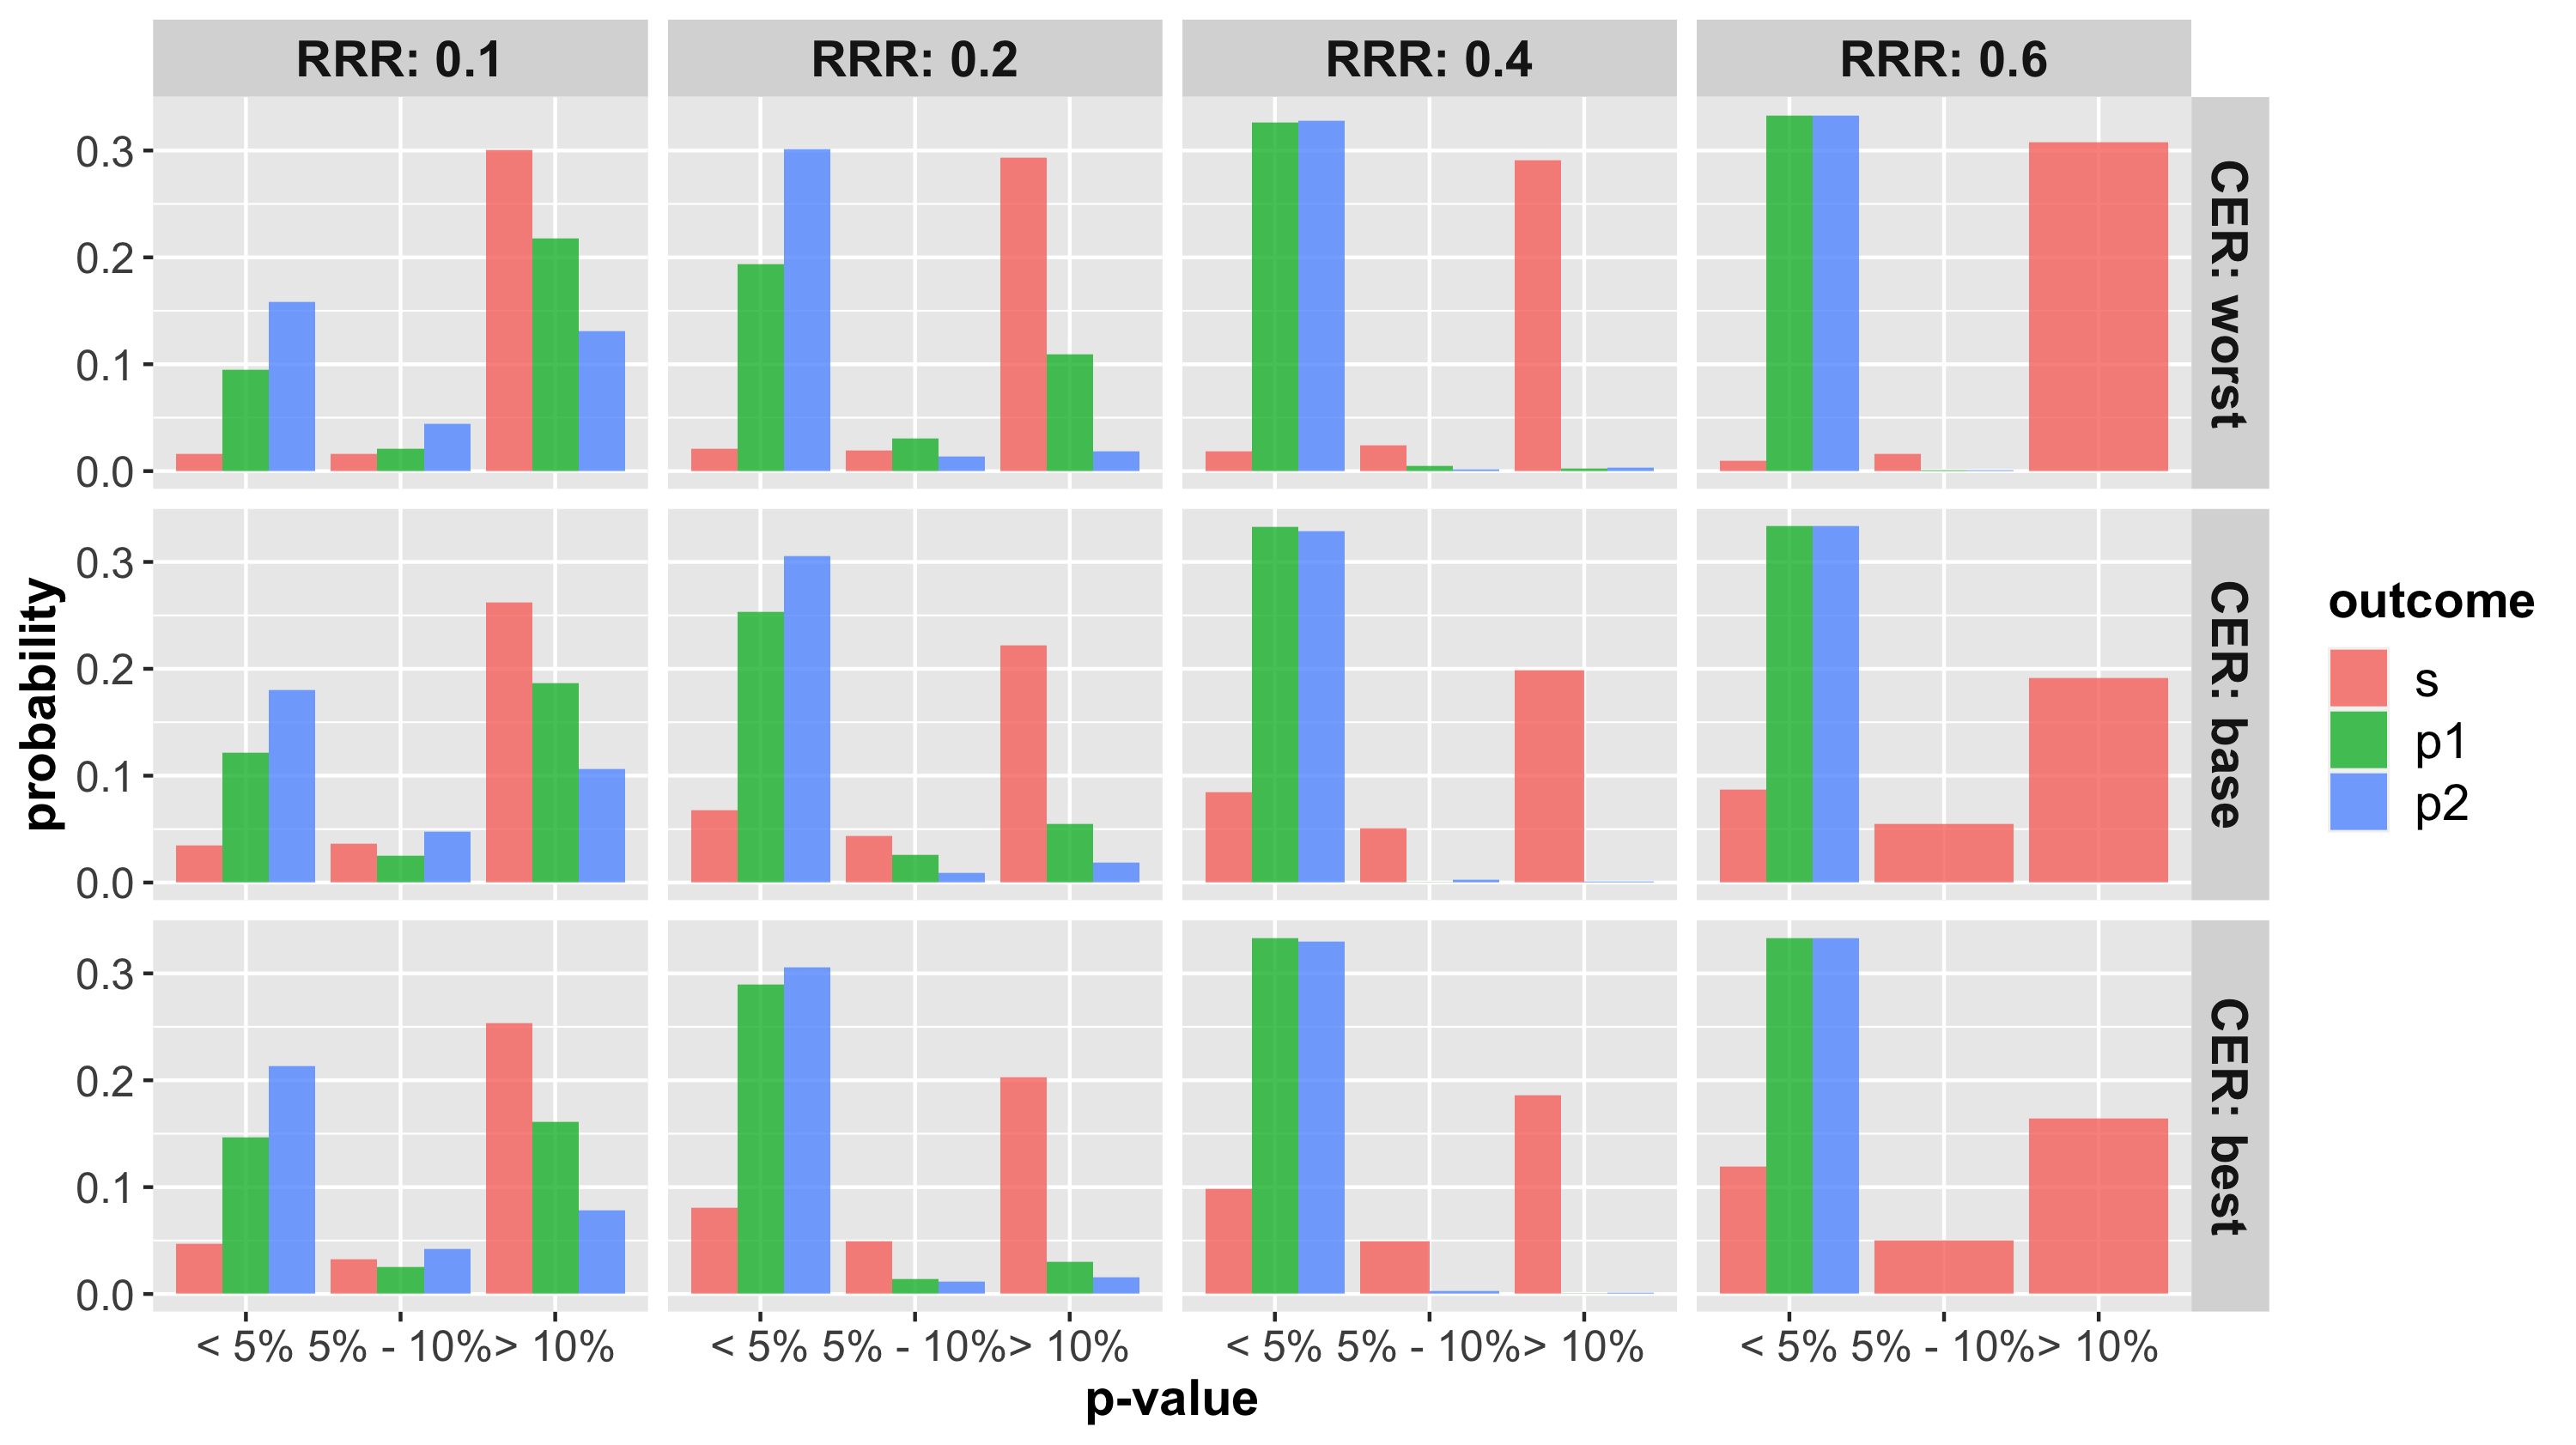 RRR: 0.1 RRR: 0.2 RRR: 0.4 RRR: 0.6
0.3
0.2
0.1
0.0
CER: worst
0.3
0.2
0.1
0.0
CER: base
0.3
0.2
0.1
0.0
CER: best
probability
< 5% 5% - 10% > 10% < 5% 5% - 10% > 10% < 5% 5% - 10% > 10% < 5% 5% - 10% > 10%
p-value
outcome
s
p1
p2